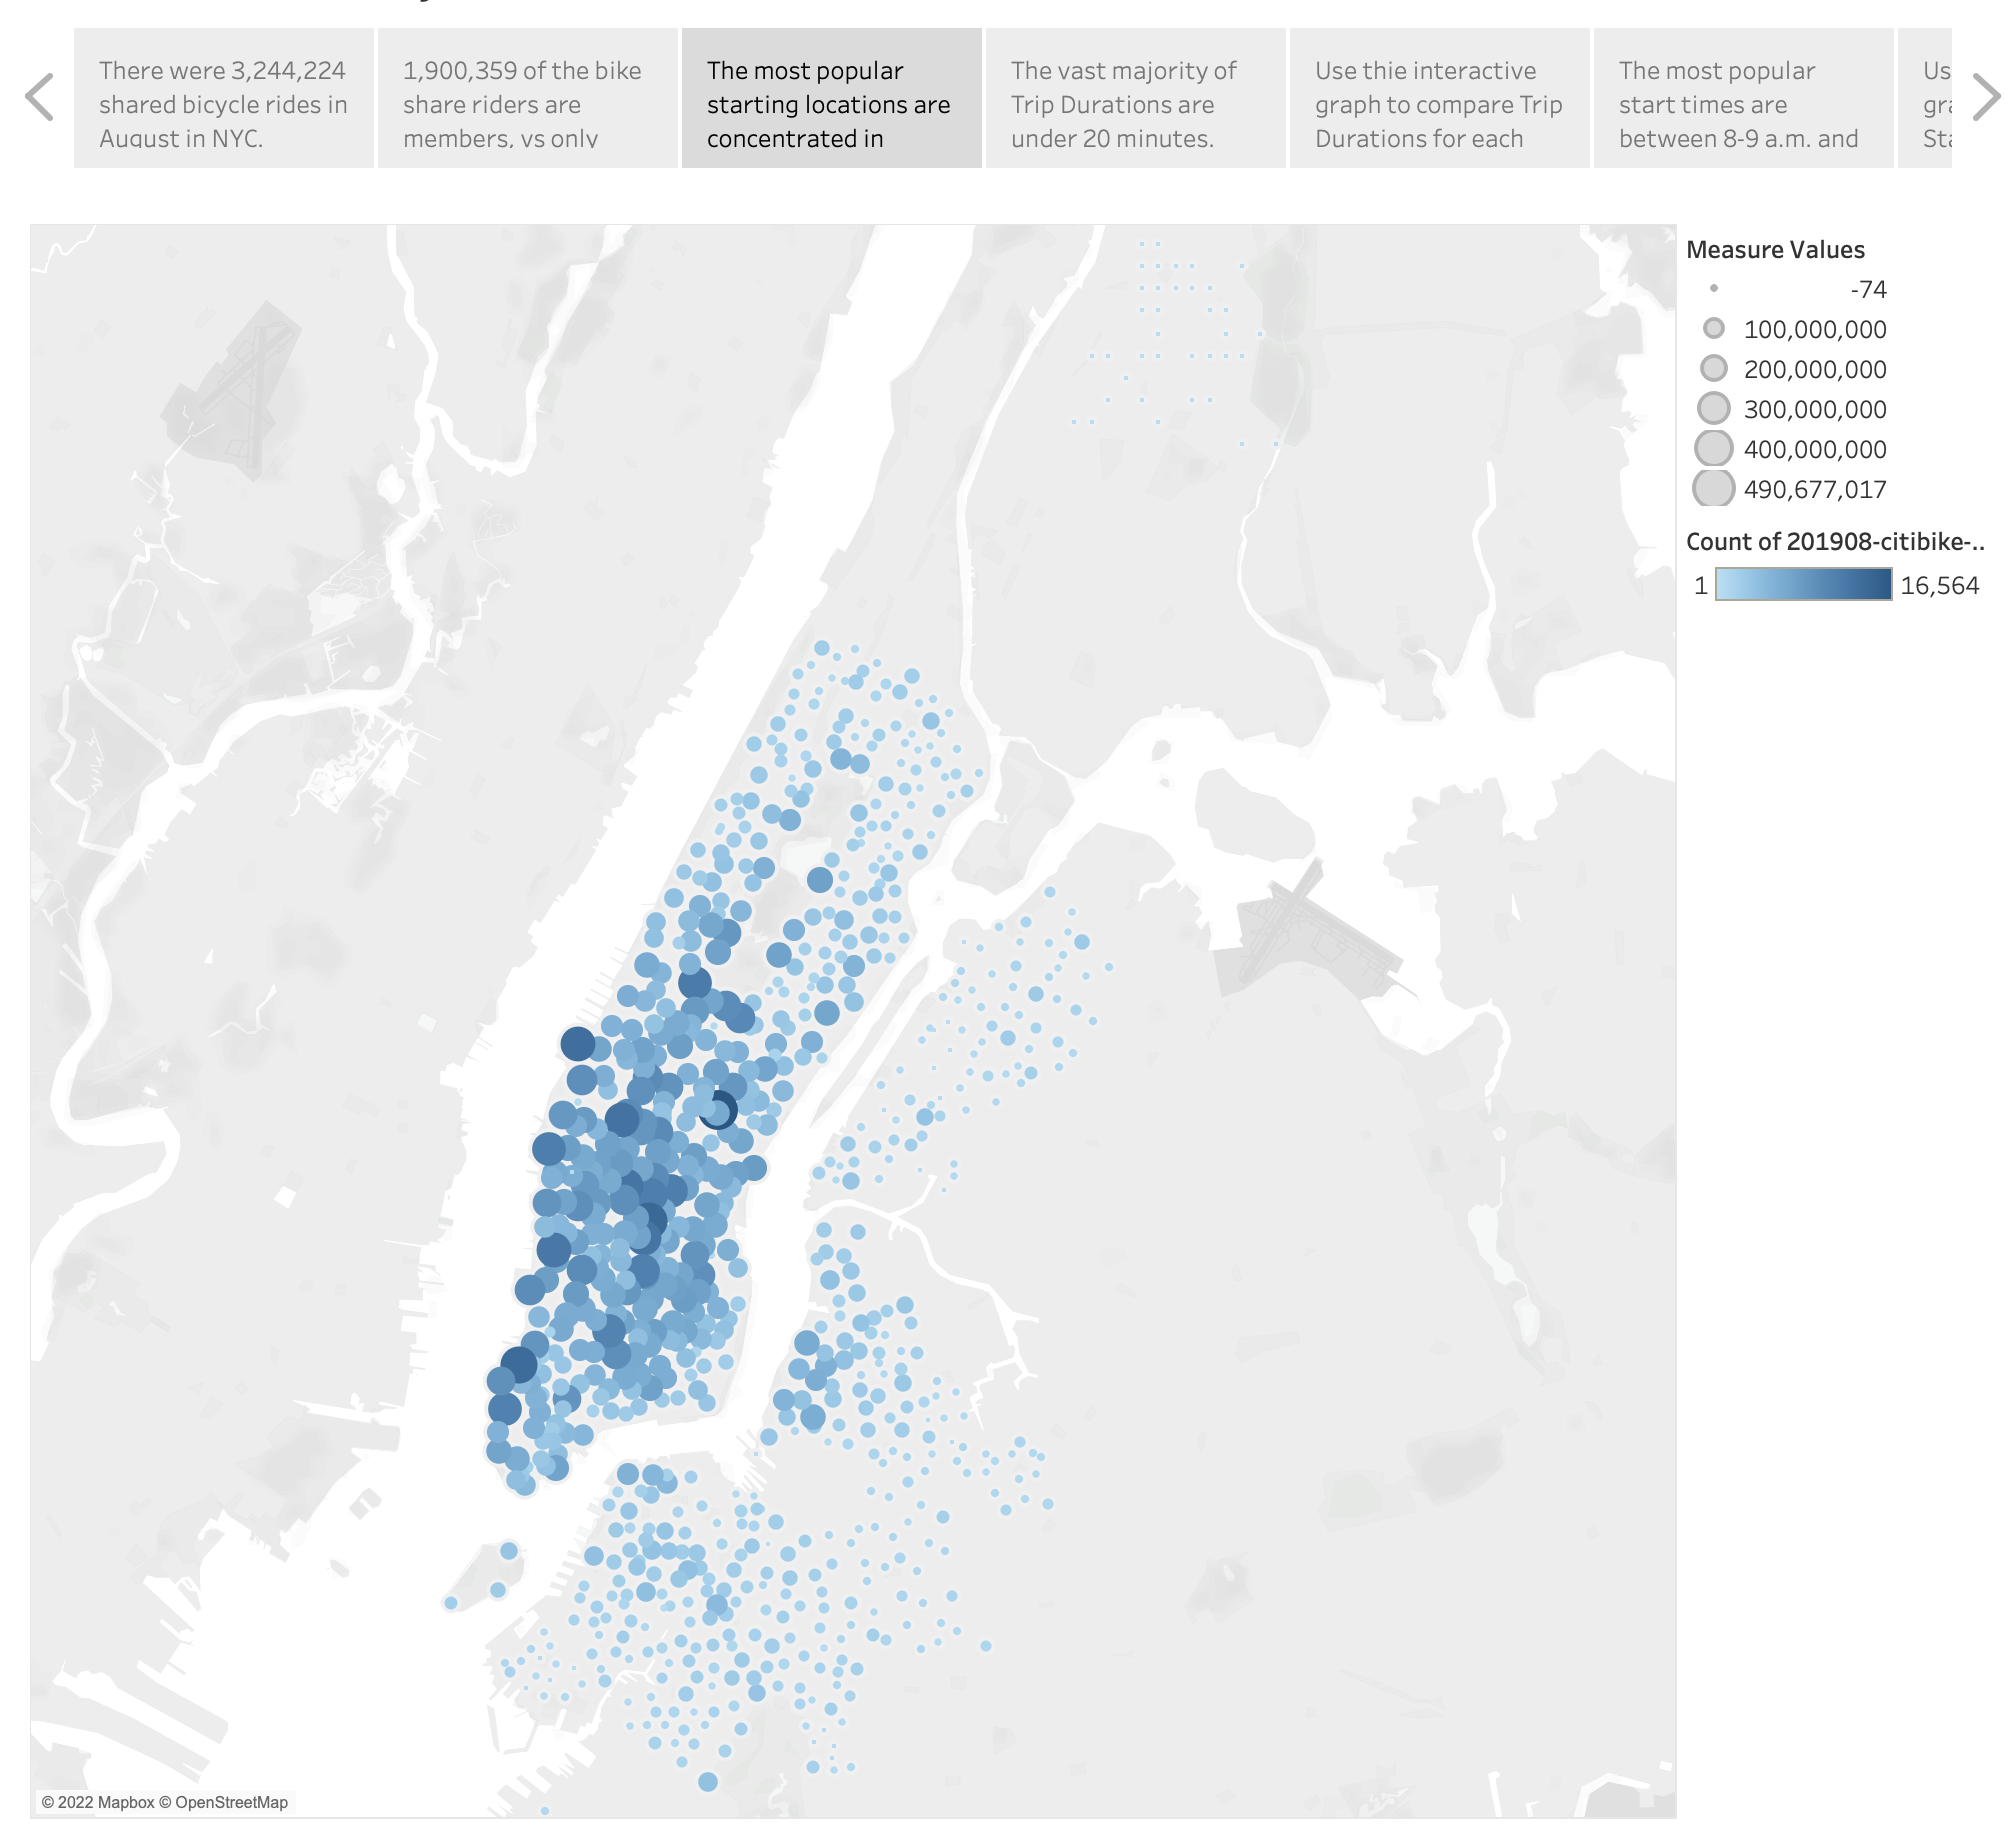 There were 3,244,224
shared bicycle rides in
August in NYC.
1,900,359 of the bike
share riders are
members, vs only
The most popular
starting locations are
concentrated in
The vast majority of
Trip Durations are
under 20 minutes.
Use thie interactive
graph to compare Trip
Durations for each
The most popular
start times are
between 8-9 a.m. and
Us
gra
Sta
Measure Values
-74
100,000,000
200,000,000
300,000,000
400,000,000
490,677,017
Count of 201908-citibike-..
1 16,564
© 2022 Mapbox © OpenStreetMap